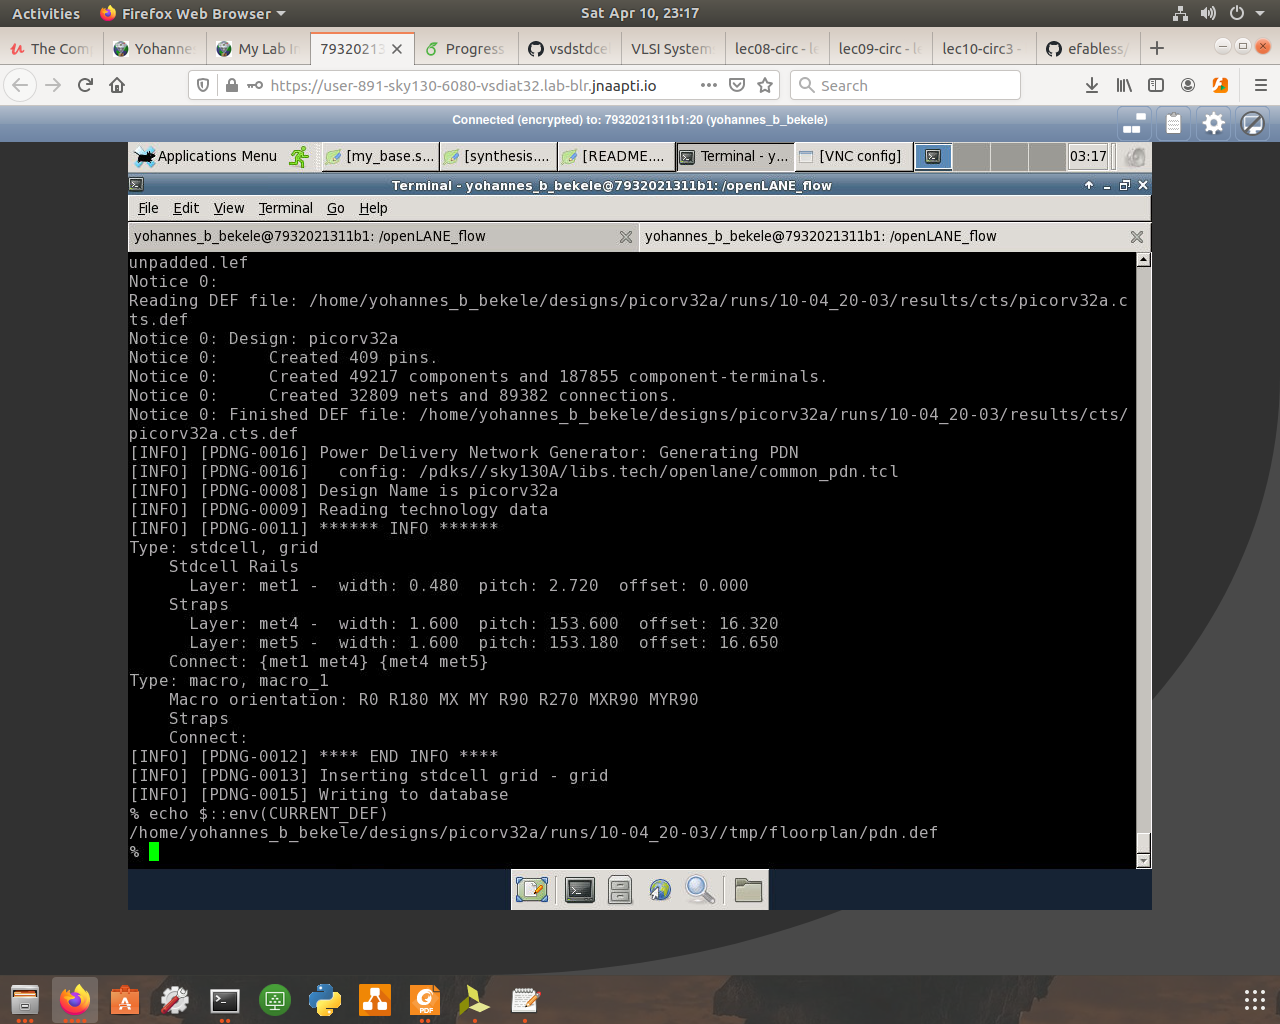 Activities Firefox Web Browser Sat Apr 10, 23:17
The Com Yohanne My Lab I 79320213 Progress vsdstdce VLSI System lec08-circ - le lec09-circ - le lec10-circ3 - efabless/
https://user-891-sky130-6080-vsdiat32.lab-blr.jnaapti.io Search
Connected (encrypted) to: 7932021311b1:20 (yohannes_b_bekele)
Applications Menu [my_base.s... [synthesis.... [README.... Terminal - y... [VNC config] 03:17
Terminal - yohannes_b_bekele@7932021311b1: /openLANE_flow
File Edit View Terminal Go Help
yohannes_b_bekele@7932021311b1: /openLANE_flow yohannes_b_bekele@7932021311b1: /openLANE_flow
unpadded.lef
Notice 0:
Reading DEF file: /home/yohannes_b_bekele/designs/picorv32a/runs/10-04_20-03/results/cts/picorv32a.c
ts.def
Notice 0: Design: picorv32a
Notice 0:     Created 409 pins.
Notice 0:     Created 49217 components and 187855 component-terminals.
Notice 0:     Created 32809 nets and 89382 connections.
Notice 0: Finished DEF file: /home/yohannes_b_bekele/designs/picorv32a/runs/10-04_20-03/results/cts/
picorv32a.cts.def
[INFO] [PDNG-0016] Power Delivery Network Generator: Generating PDN
[INFO] [PDNG-0016]   config: /pdks//sky130A/libs.tech/openlane/common_pdn.tcl
[INFO] [PDNG-0008] Design Name is picorv32a
[INFO] [PDNG-0009] Reading technology data
[INFO] [PDNG-0011] ****** INFO ******
Type: stdcell, grid
    Stdcell Rails
      Layer: met1 -  width: 0.480  pitch: 2.720  offset: 0.000
    Straps
      Layer: met4 -  width: 1.600  pitch: 153.600  offset: 16.320
      Layer: met5 -  width: 1.600  pitch: 153.180  offset: 16.650
    Connect: {met1 met4} {met4 met5}
Type: macro, macro_1
    Macro orientation: R0 R180 MX MY R90 R270 MXR90 MYR90
    Straps
    Connect:
[INFO] [PDNG-0012] **** END INFO ****
[INFO] [PDNG-0013] Inserting stdcell grid - grid
[INFO] [PDNG-0015] Writing to database
% echo $::env(CURRENT_DEF)
/home/yohannes_b_bekele/designs/picorv32a/runs/10-04_20-03//tmp/floorplan/pdn.def
%
PDF